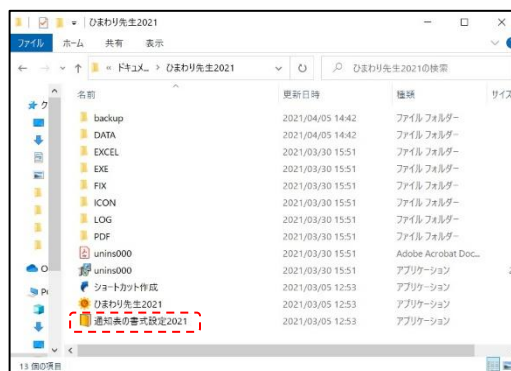 ひまわり先生2021
ファイル ホーム 共有 表示
« ドキュメ... > ひまわり先生2021 ひまわり先生2021の検索
名前 更新日時 種類 サイズ
backup 2021/04/05 14:42 ファイル フォルダー
DATA 2021/04/05 14:42 ファイル フォルダー
EXCEL 2021/03/30 15:51 ファイル フォルダー
EXE 2021/03/30 15:51 ファイル フォルダー
FIX 2021/03/30 15:51 ファイル フォルダー
ICON 2021/03/30 15:51 ファイル フォルダー
LOG 2021/03/30 15:51 ファイル フォルダー
PDF 2021/03/30 15:51 ファイル フォルダー
unins000 2021/03/30 15:51 Adobe Acrobat Doc...
unins000 2021/03/30 15:51 アプリケーション
ショートカット作成 2021/03/05 12:53 アプリケーション
ひまわり先生2021 2021/03/05 12:53 アプリケーション
通知表の書式設定2021 2021/03/05 12:53 アプリケーション
13 個の項目